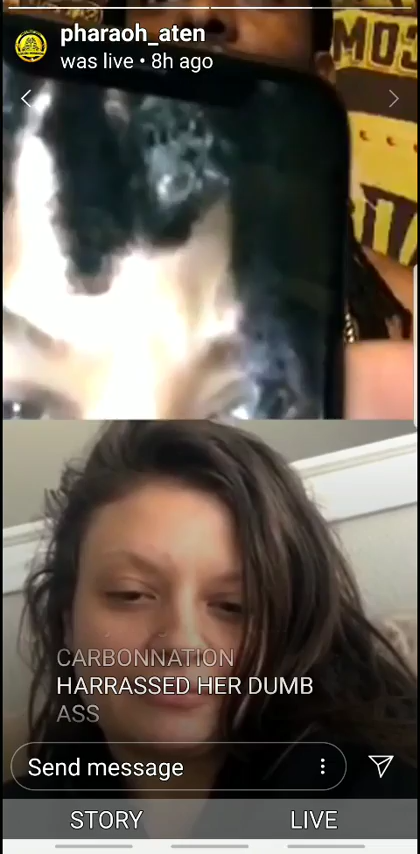 pharaoh_aten
was live • 8h ago
CARBONNATION
HARRASSED HER DUMB
ASS
Send message
STORY
LIVE